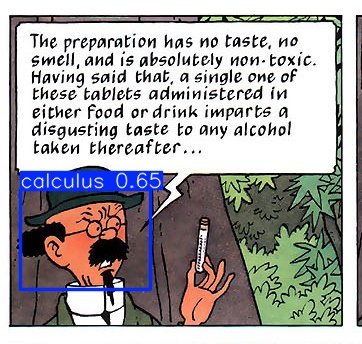 The preparation has no taste, no
smell, and is absolutely non-toxic.
Having said that, a single one of
these tablets administered in
either food or drink imparts a
disgusting taste to any alcohol
taken thereafter...
calculus 0.65